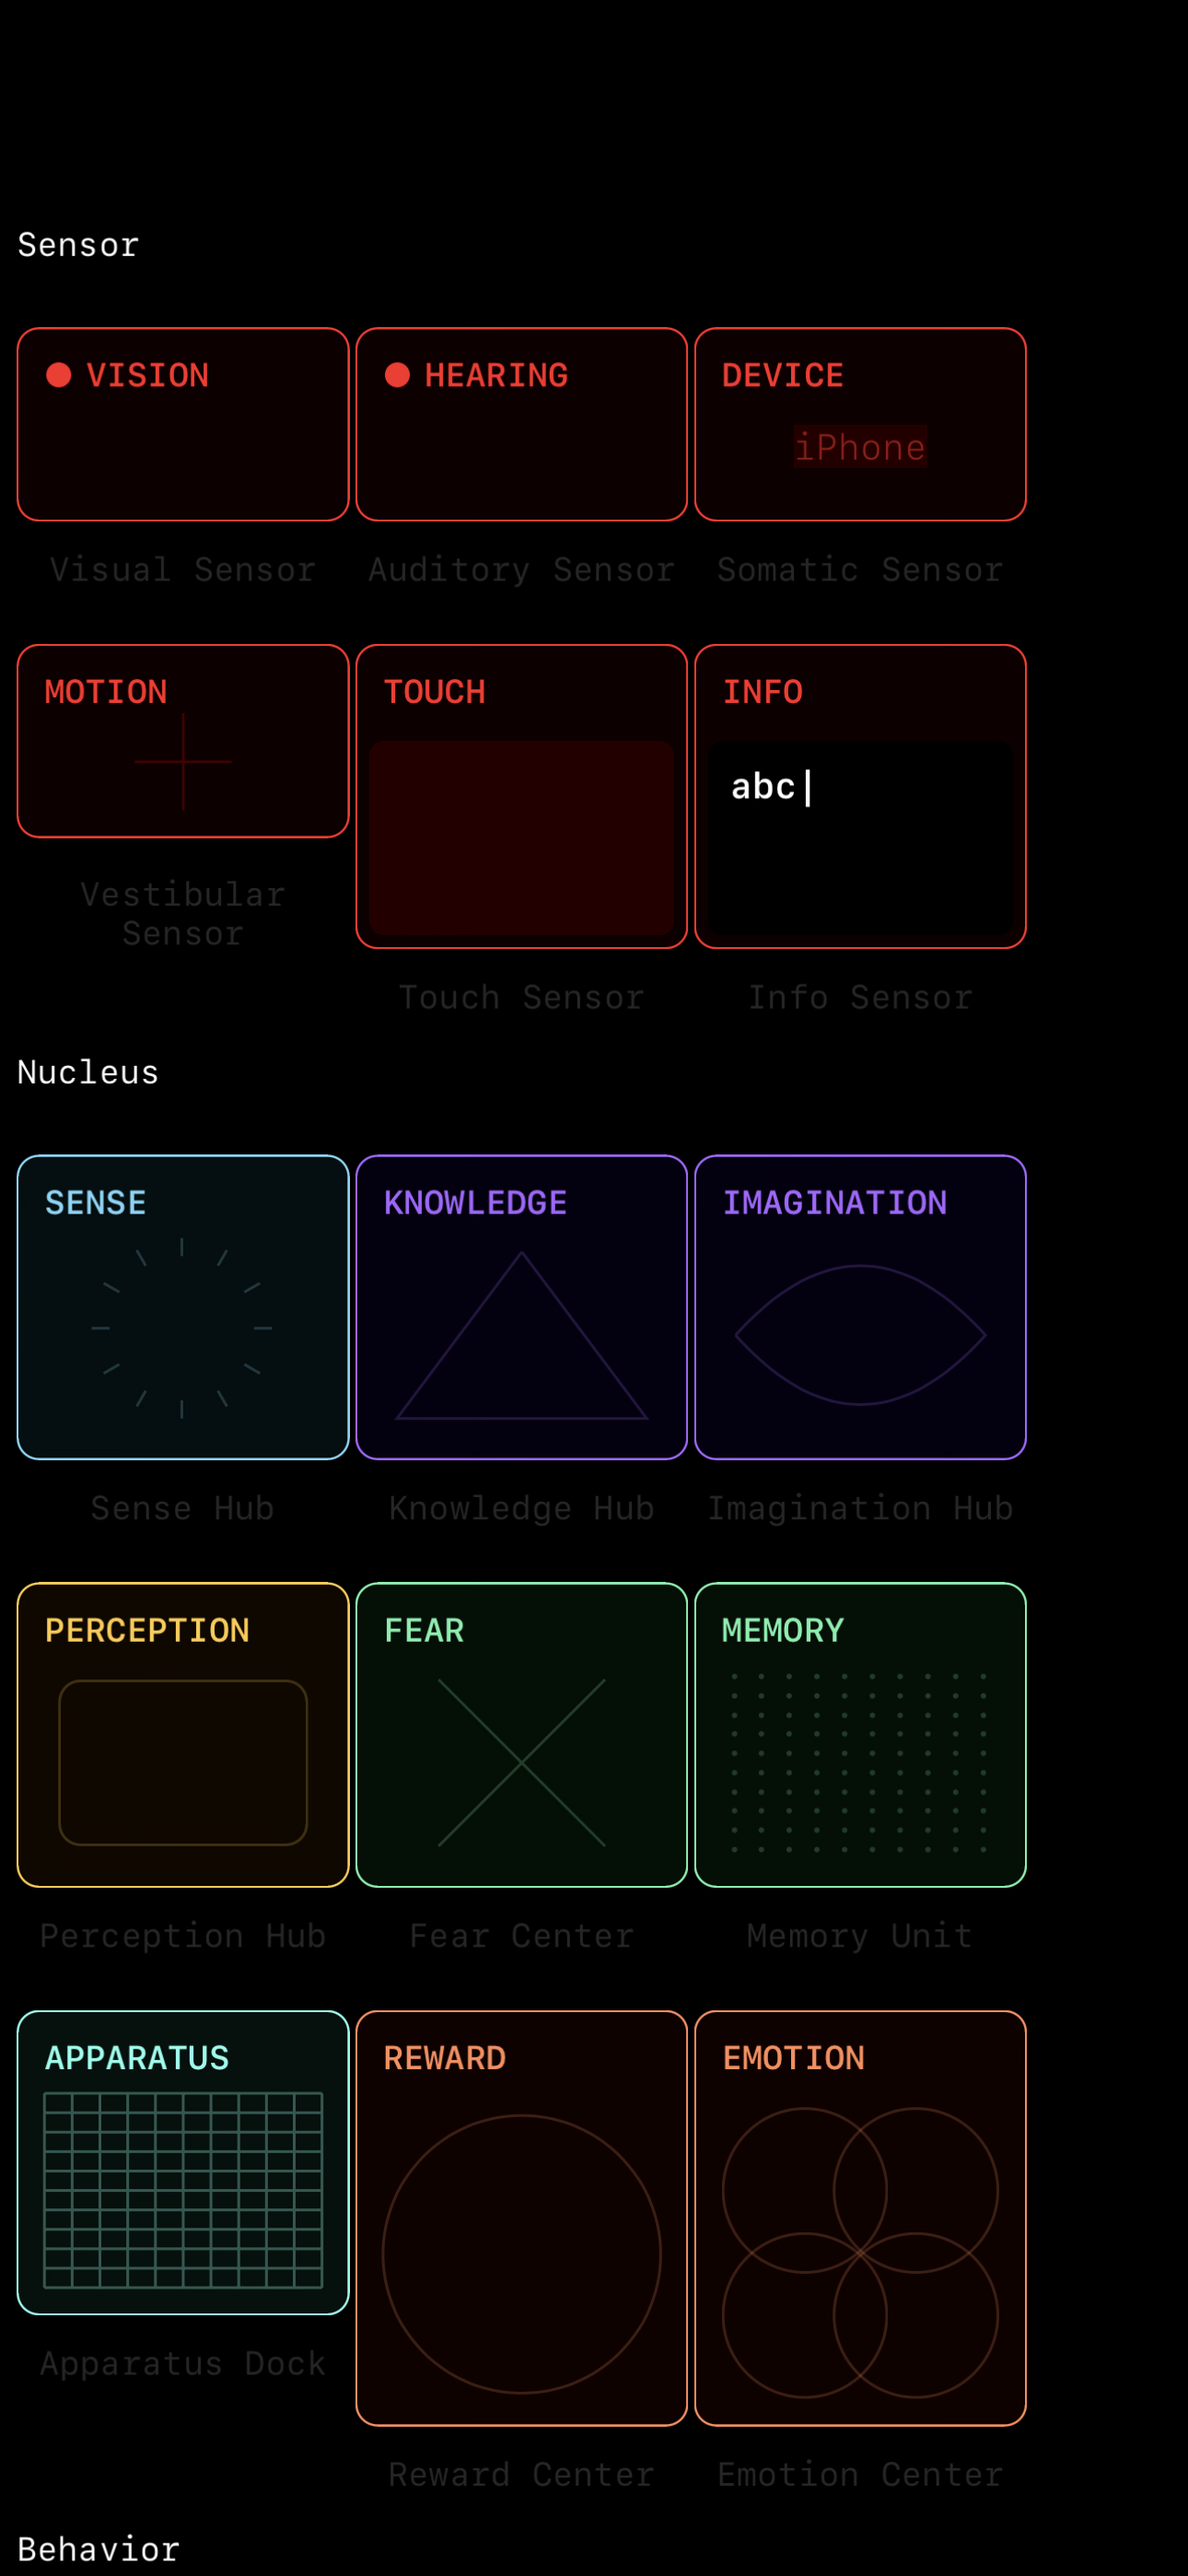 Sensor
VISION
HEARING
DEVICE
iPhone
Visual Sensor
Auditory Sensor
Somatic Sensor
MOTION
TOUCH
INFO
abc
Vestibular
Sensor
Touch Sensor
Info Sensor
Nucleus
SENSE
KNOWLEDGE
IMAGINATION
Sense Hub
Knowledge Hub
Imagination Hub
PERCEPTION
FEAR
MEMORY
Perception Hub
Fear Center
Memory Unit
APPARATUS
REWARD
EMOTION
Apparatus Dock
Reward Center
Emotion Center
Behavior